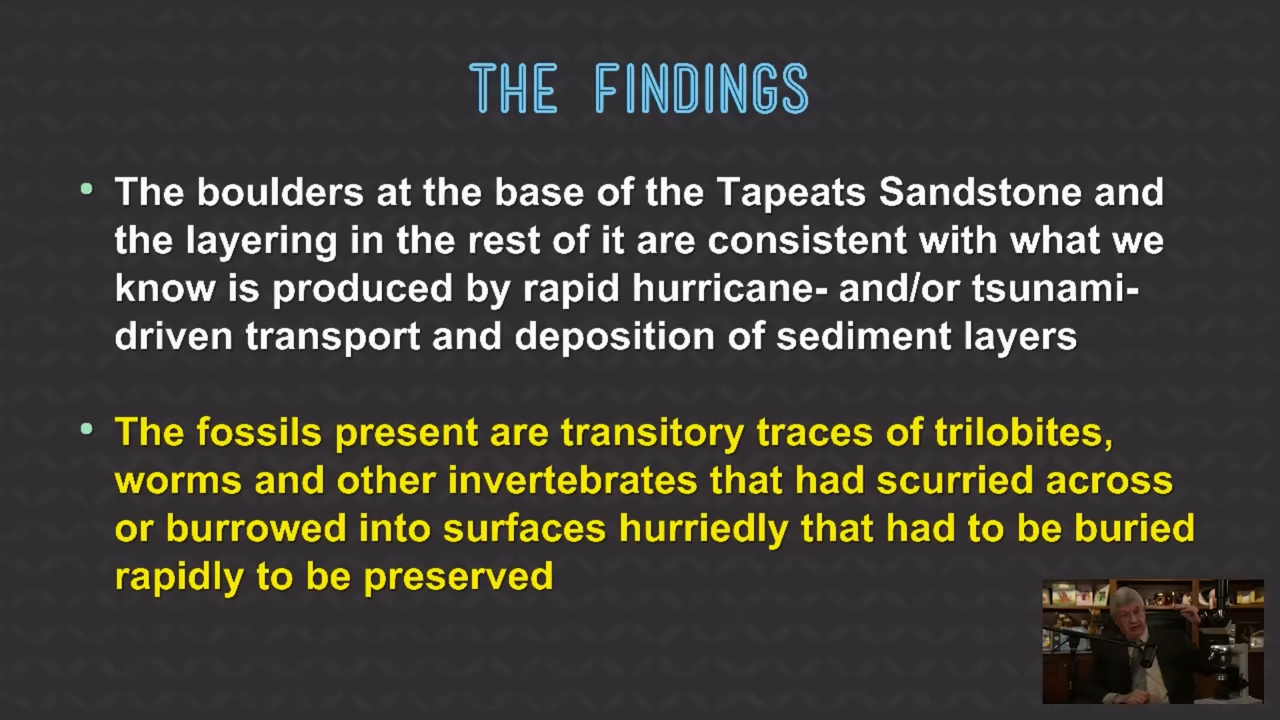 THE FINDINGS
• The boulders at the base of the Tapeats Sandstone and
the layering in the rest of it are consistent with what we
know is produced by rapid hurricane- and/or tsunami-
driven transport and deposition of sediment layers
• The fossils present are transitory traces of trilobites,
worms and other invertebrates that had scurried across
or burrowed into surfaces hurriedly that had to be buried
rapidly to be preserved